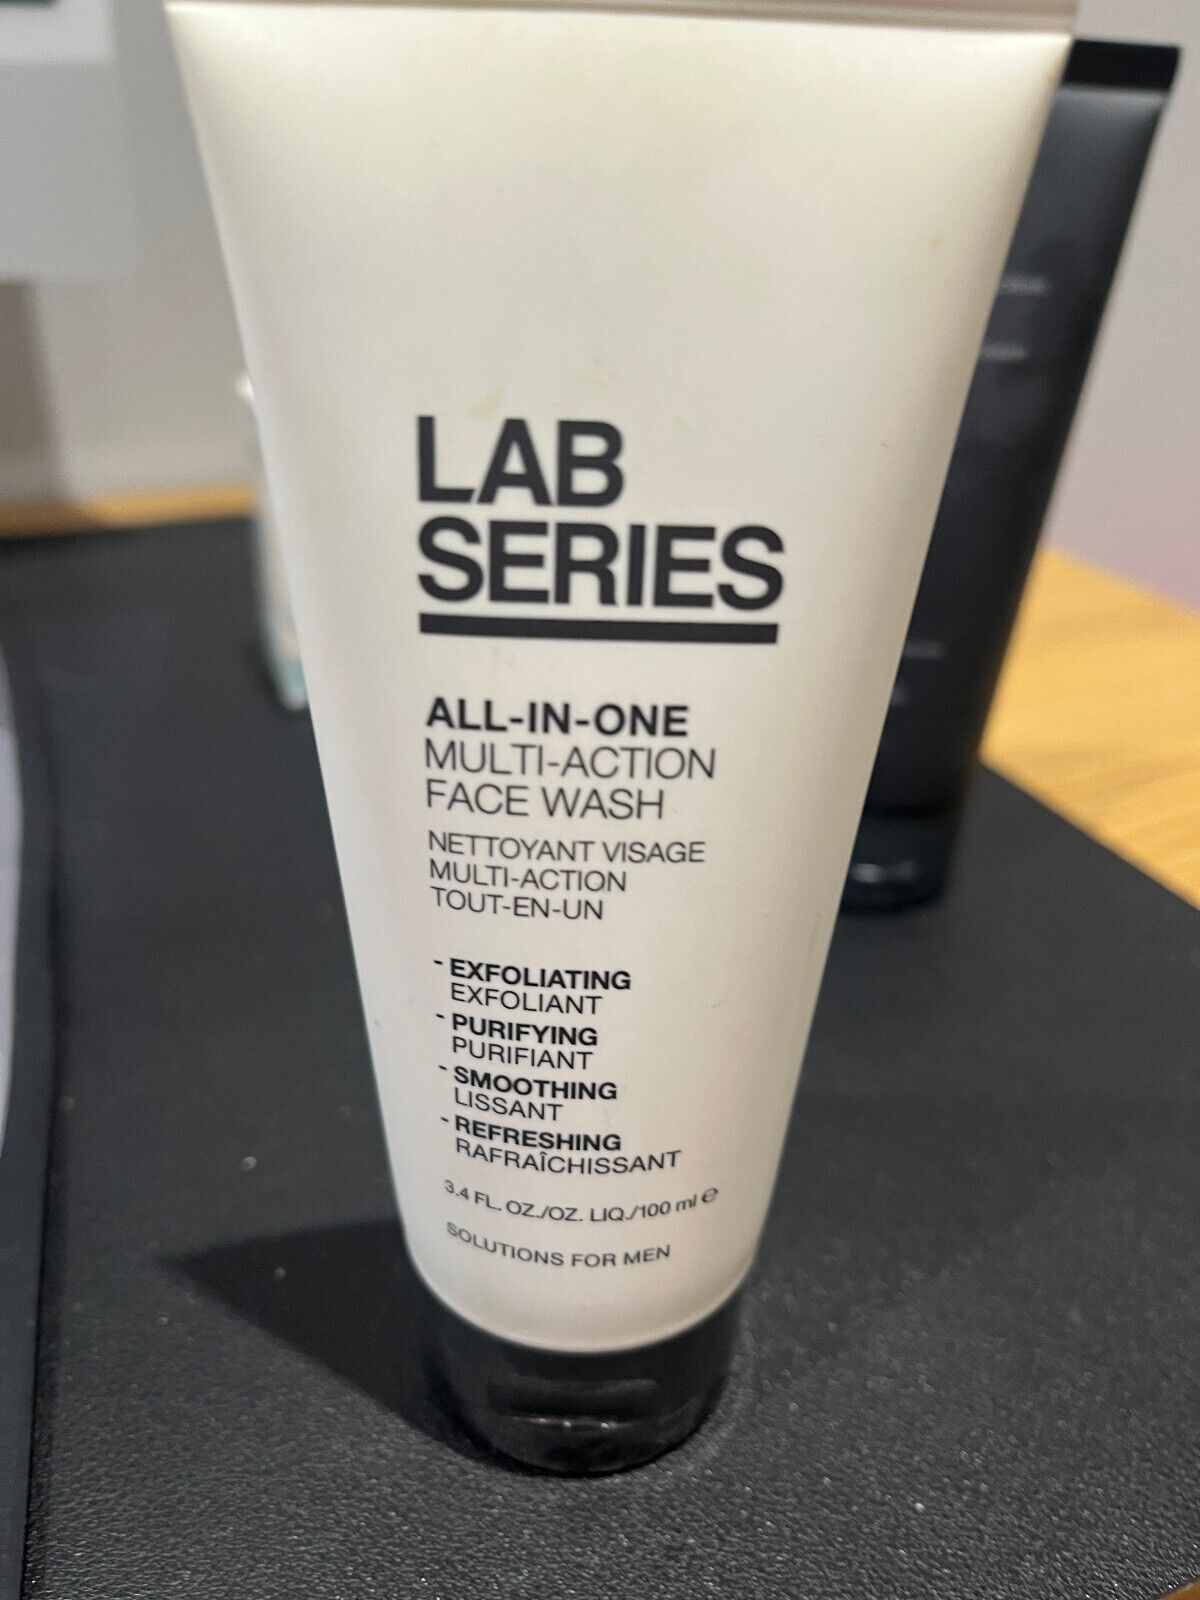 LAB
SERIES
ALL-IN-ONE
MULTI-ACTION
FACE WASH
NETTOYANT VISAGE
MULTI-ACTION
TOUT-EN-UN
- EXFOLIATING
EXFOLIANT
- PURIFYING
PURIFIANT
- SMOOTHING
LISSANT
- REFRESHING
RAFRAÎCHISSANT
3.4 FL. OZ./OZ. LIQ./100 ml ℮
SOLUTIONS FOR MEN